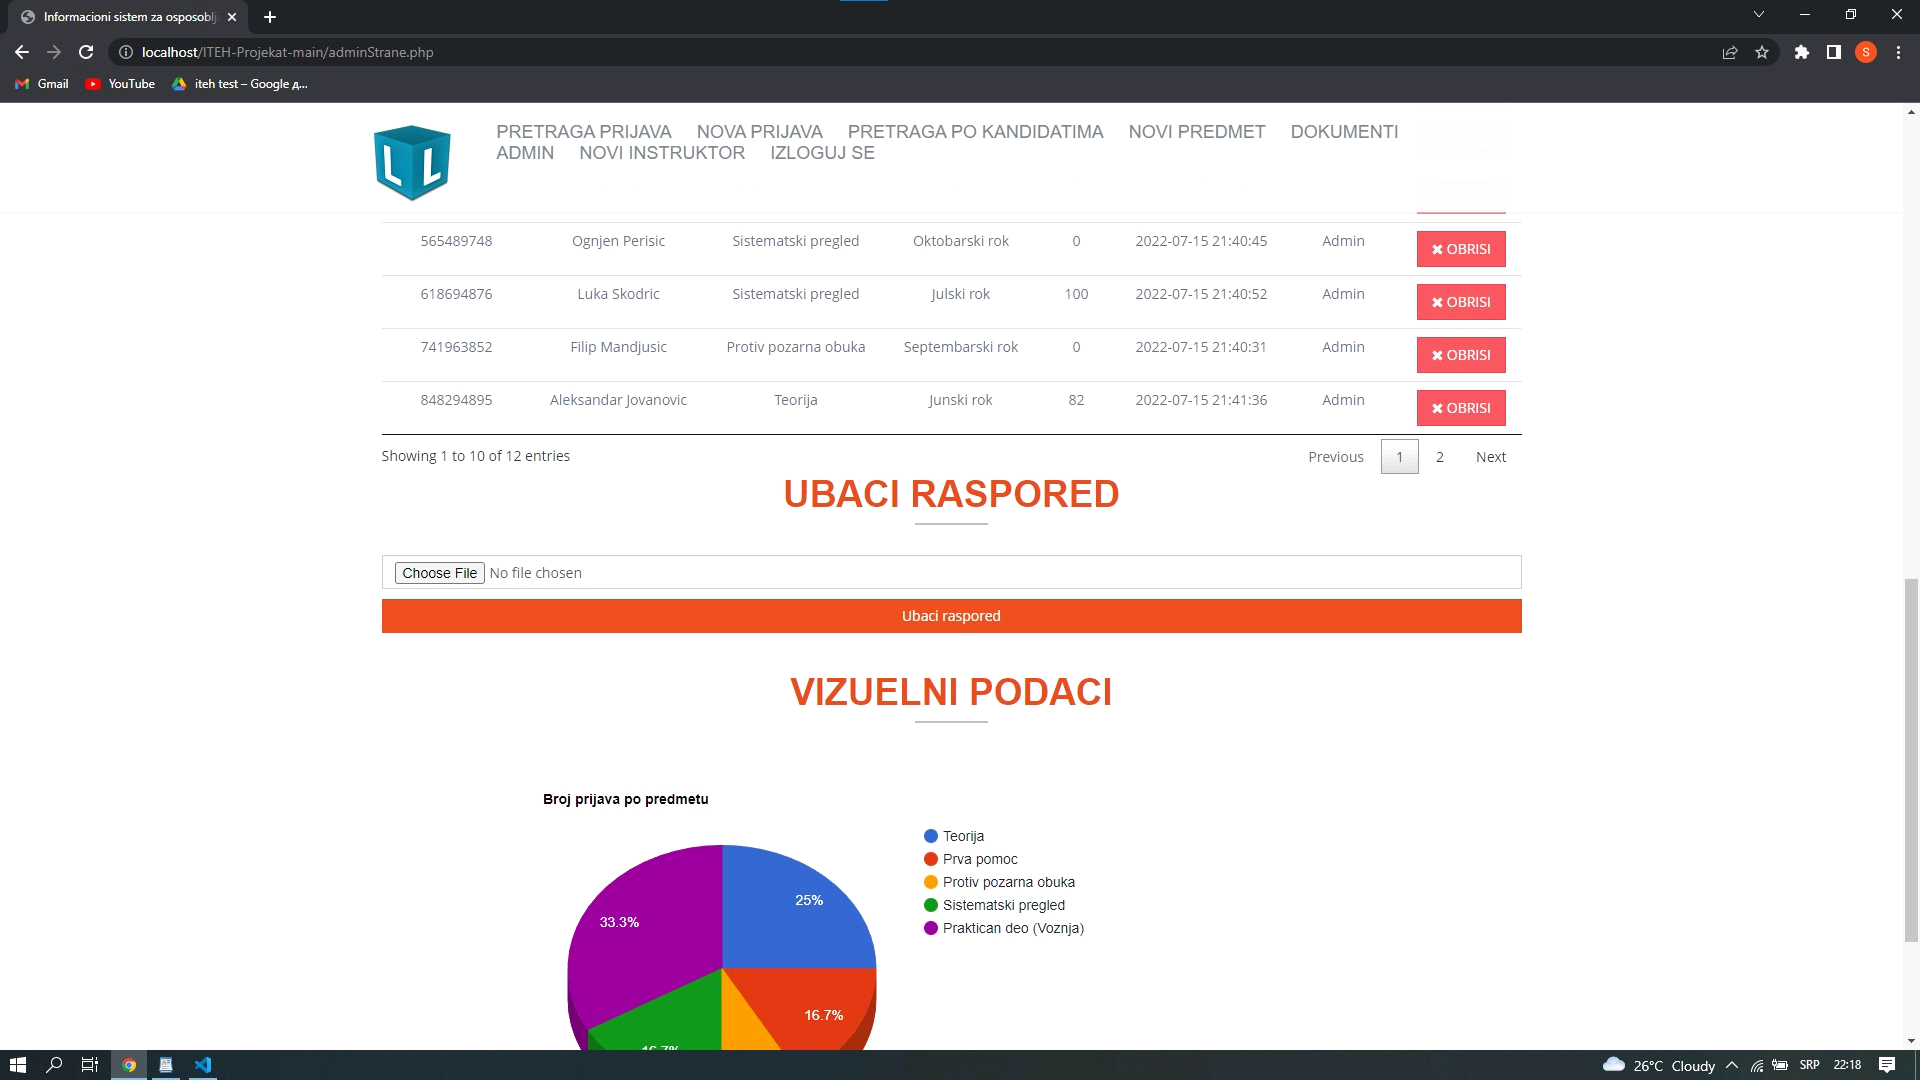 Informacioni sistem za osposoblj
localhost/ITEH-Projekat-main/adminStrane.php
S
Gmail YouTube iteh test – Google д...
L L
PRETRAGA PRIJAVA NOVA PRIJAVA PRETRAGA PO KANDIDATIMA NOVI PREDMET DOKUMENTI
ADMIN NOVI INSTRUKTOR IZLOGUJ SE
565489748 Ognjen Perisic Sistematski pregled Oktobarski rok 0 2022-07-15 21:40:45 Admin ✖ OBRISI
618694876 Luka Skodric Sistematski pregled Julski rok 100 2022-07-15 21:40:52 Admin ✖ OBRISI
741963852 Filip Mandjusic Protiv pozarna obuka Septembarski rok 0 2022-07-15 21:40:31 Admin ✖ OBRISI
848294895 Aleksandar Jovanovic Teorija Junski rok 82 2022-07-15 21:41:36 Admin ✖ OBRISI
Showing 1 to 10 of 12 entries Previous 1 2 Next
UBACI RASPORED
Choose File No file chosen
Ubaci raspored
VIZUELNI PODACI
Broj prijava po predmetu
Teorija
Prva pomoc
Protiv pozarna obuka
Sistematski pregled
Praktican deo (Voznja)
25%
33.3%
16.7%
16.7%
26°C Cloudy SRP 22:18